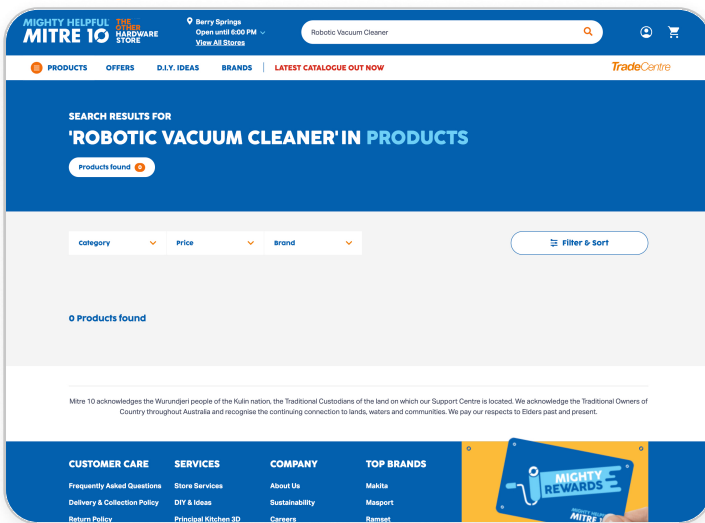 MIGHTY HELPFUL
MITRE 10
THE
OTHER
HARDWARE
STORE
Berry Springs
Open until 6:00 PM
View All Stores
Robotic Vacuum Cleaner
PRODUCTS
OFFERS
D.I.Y. IDEAS
BRANDS
LATEST CATALOGUE OUT NOW
TradeCentre
SEARCH RESULTS FOR
'ROBOTIC VACUUM CLEANER' IN PRODUCTS
Products found 0
Category
Price
Brand
Filter & Sort
0 Products found
Mitre 10 acknowledges the Wurundjeri people of the Kulin nation, the Traditional Custodians of the land on which our Support Centre is located. We acknowledge the Traditional Owners of
Country throughout Australia and recognise the continuing connection to lands, waters and communities. We pay our respects to Elders past and present.
CUSTOMER CARE
Frequently Asked Questions
Delivery & Collection Policy
Return Policy
SERVICES
Store Services
DIY & Ideas
Principal Kitchen 3D
COMPANY
About Us
Sustainability
Careers
TOP BRANDS
Makita
Masport
Ramset
MIGHTY
REWARDS
MIGHTY HELPFUL
MITRE 10